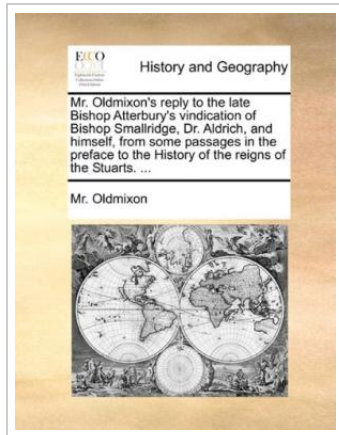 ECCO
History and Geography
Mr. Oldmixon's reply to the late
Bishop Atterbury's vindication of
Bishop Smallridge, Dr. Aldrich, and
himself, from some passages in the
preface to the History of the reigns of
the Stuarts. ...
Mr. Oldmixon